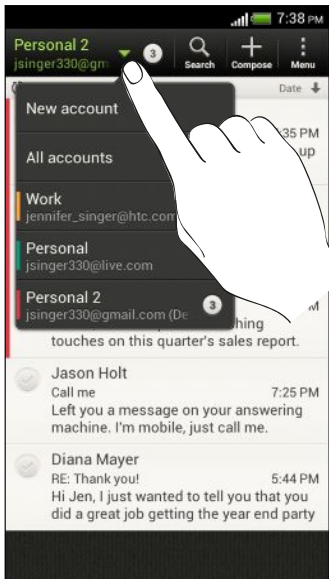 7:38 PM
Personal 2
jsinger330@gm
3
Search
Compose
Menu
Date
New account
:35 PM
up
All accounts
Work
jennifer_singer@htc.com
Personal
jsinger330@live.com
Personal 2
jsinger330@gmail.com (De
3
M
hing
touches on this quarter's sales report.
Jason Holt
Call me 7:25 PM
Left you a message on your answering
machine. I'm mobile, just call me.
Diana Mayer
RE: Thank you! 5:44 PM
Hi Jen, I just wanted to tell you that you
did a great job getting the year end party